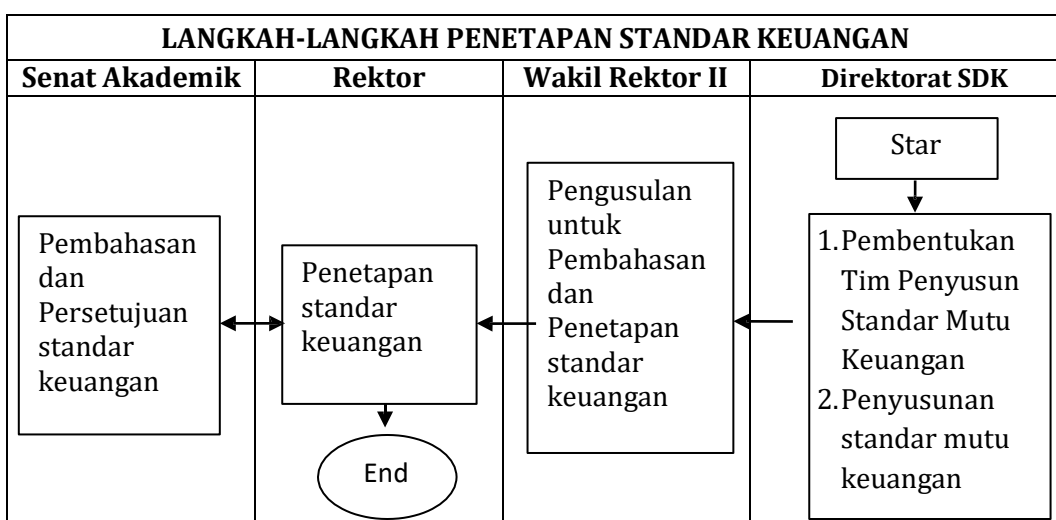 LANGKAH-LANGKAH PENETAPAN STANDAR KEUANGAN
Senat Akademik
Rektor
Wakil Rektor II
Direktorat SDK
Pembahasan
dan
Persetujuan
standar
keuangan
Penetapan
standar
keuangan
End
Pengusulan
untuk
Pembahasan
dan
Penetapan
standar
keuangan
Star
1.Pembentukan
Tim Penyusun
Standar Mutu
Keuangan
2.Penyusunan
standar mutu
keuangan